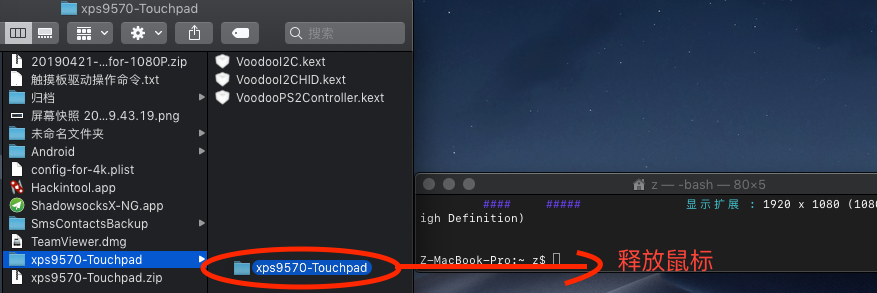 xps9570-Touchpad
搜索
20190421-...for-1080P.zip
触摸板驱动操作命令.txt
归档
屏幕快照 20...9.43.19.png
未命名文件夹
Android
config-for-4k.plist
Hackintool.app
ShadowsocksX-NG.app
SmsContactsBackup
TeamViewer.dmg
xps9570-Touchpad
xps9570-Touchpad.zip
VoodooI2C.kext
VoodooI2CHID.kext
VoodooPS2Controller.kext
xps9570-Touchpad
z — -bash — 80×5
#### ##### 显示扩展 : 1920 x 1080 (108
igh Definition)
Z-MacBook-Pro:~ z$
释放鼠标